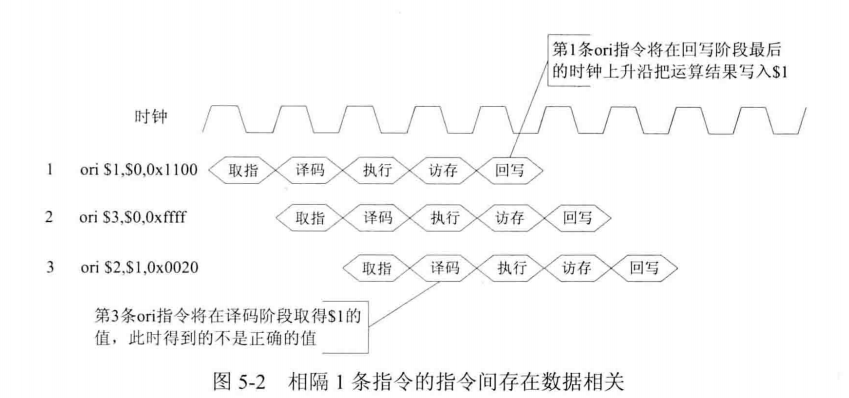 第1条ori指令将在回写阶段最后
的时钟上升沿把运算结果写入$1
时钟
1 ori $1,$0,0x1100 取指 译码 执行 访存 回写
2 ori $3,$0,0xffff 取指 译码 执行 访存 回写
3 ori $2,$1,0x0020 取指 译码 执行 访存 回写
第3条ori指令将在译码阶段取得$1的
值，此时得到的不是正确的值
图 5-2 相隔 1 条指令的指令间存在数据相关